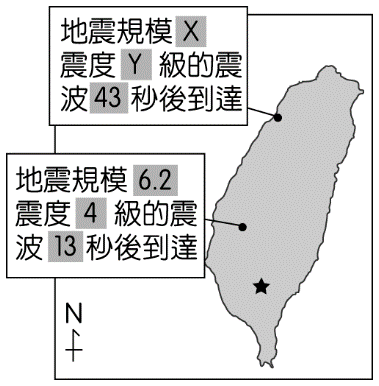 地震規模 X
震度 Y 級的震
波 43 秒後到達
地震規模 6.2
震度 4 級的震
波 13 秒後到達
N